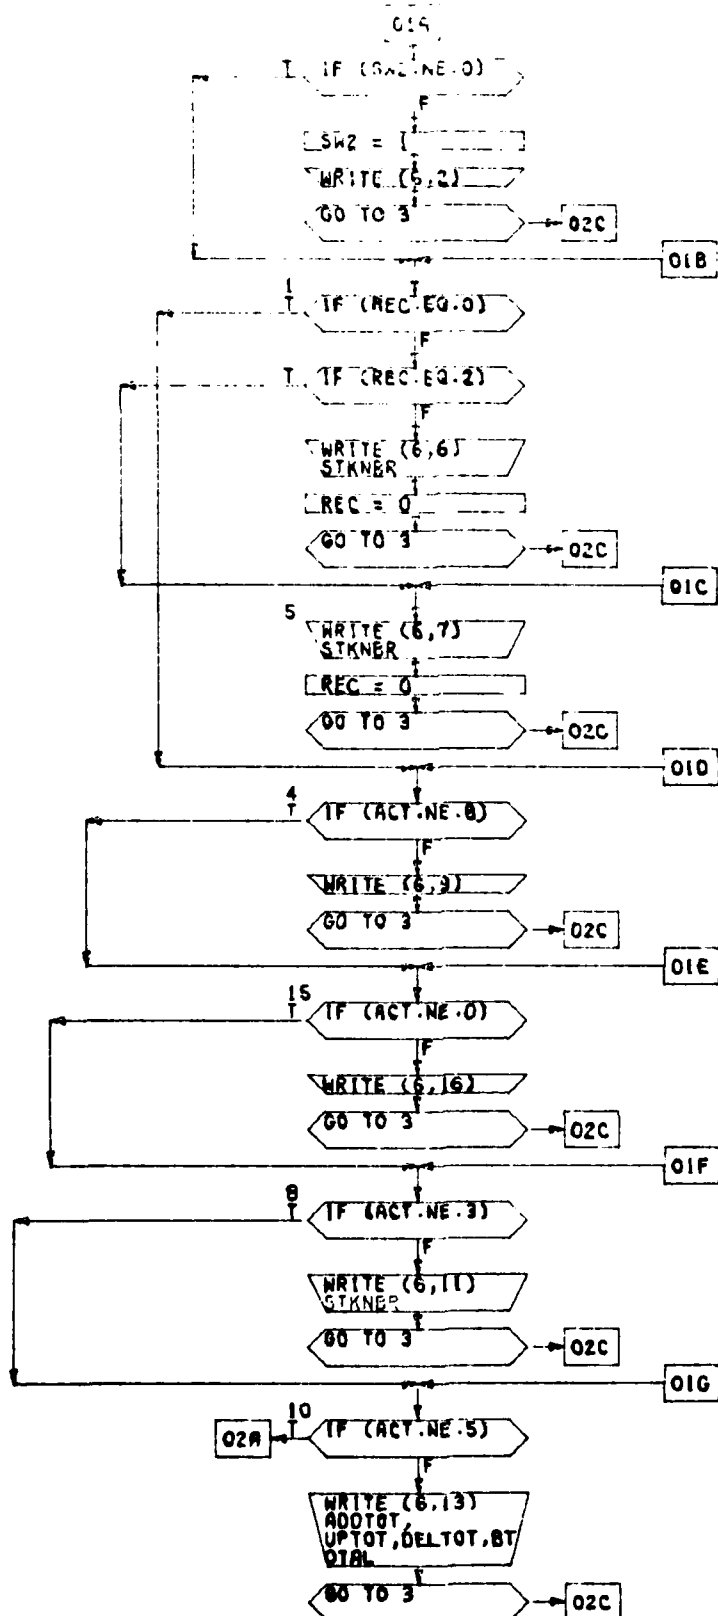 01A
T IF (SW2.NE.0)
F
SW2 = 1
WRITE (6,2)
GO TO 3
02C
01B
1
T IF (REC.EQ.0)
F
T IF (REC.EQ.2)
F
WRITE (6,6)
STKNBR
REC = 0
GO TO 3
02C
01C
5
WRITE (6,7)
STKNBR
REC = 0
GO TO 3
02C
01D
4
T IF (ACT.NE.8)
F
WRITE (6,9)
GO TO 3
02C
01E
15
T IF (ACT.NE.0)
F
WRITE (6,16)
GO TO 3
02C
01F
8
T IF (ACT.NE.3)
F
WRITE (6,11)
STKNBR
GO TO 3
02C
01G
10
02A T IF (ACT.NE.5)
F
WRITE (6,13)
ADDTOT,
UPTOT,DELTOT,BT
OTAL
GO TO 3
02C